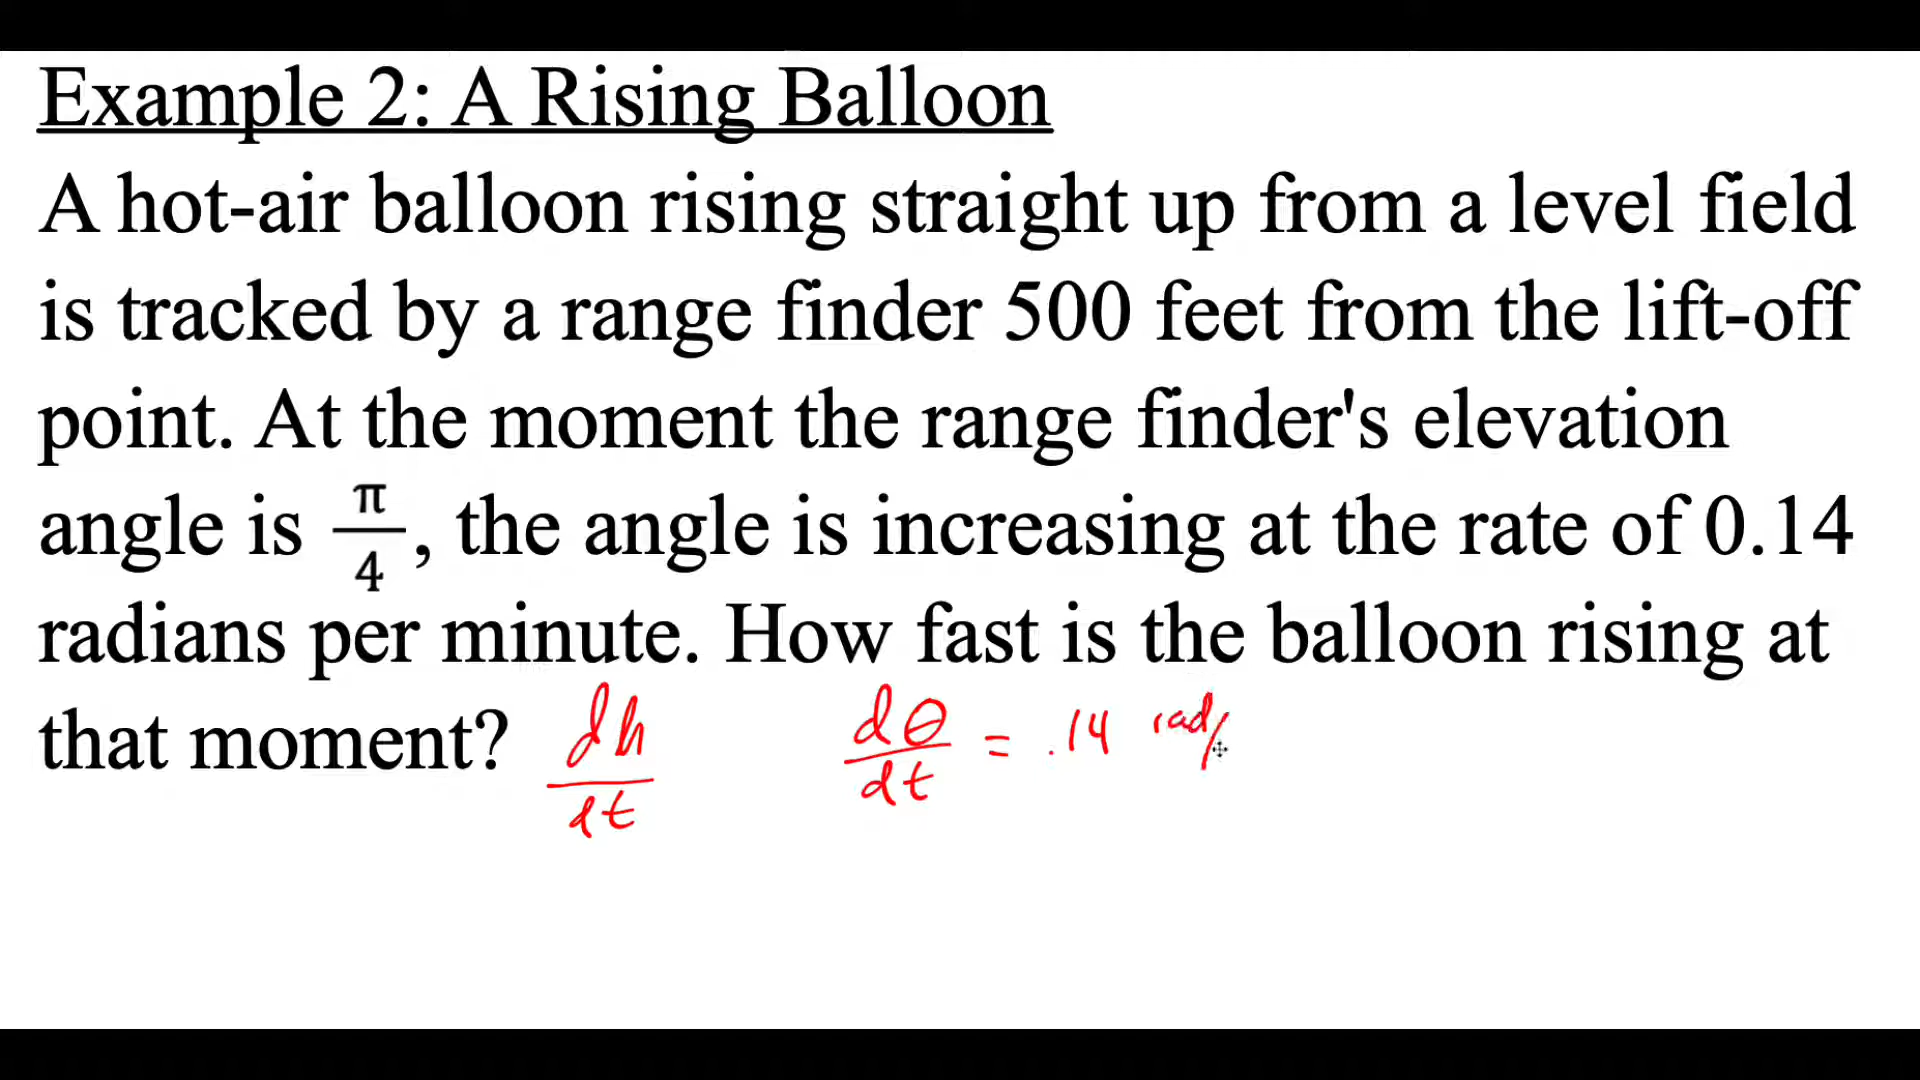 Example 2: A Rising Balloon
A hot-air balloon rising straight up from a level field
is tracked by a range finder 500 feet from the lift-off
point. At the moment the range finder's elevation
angle is π/4, the angle is increasing at the rate of 0.14
radians per minute. How fast is the balloon rising at
that moment? dh/dt dθ/dt = .14 rad/